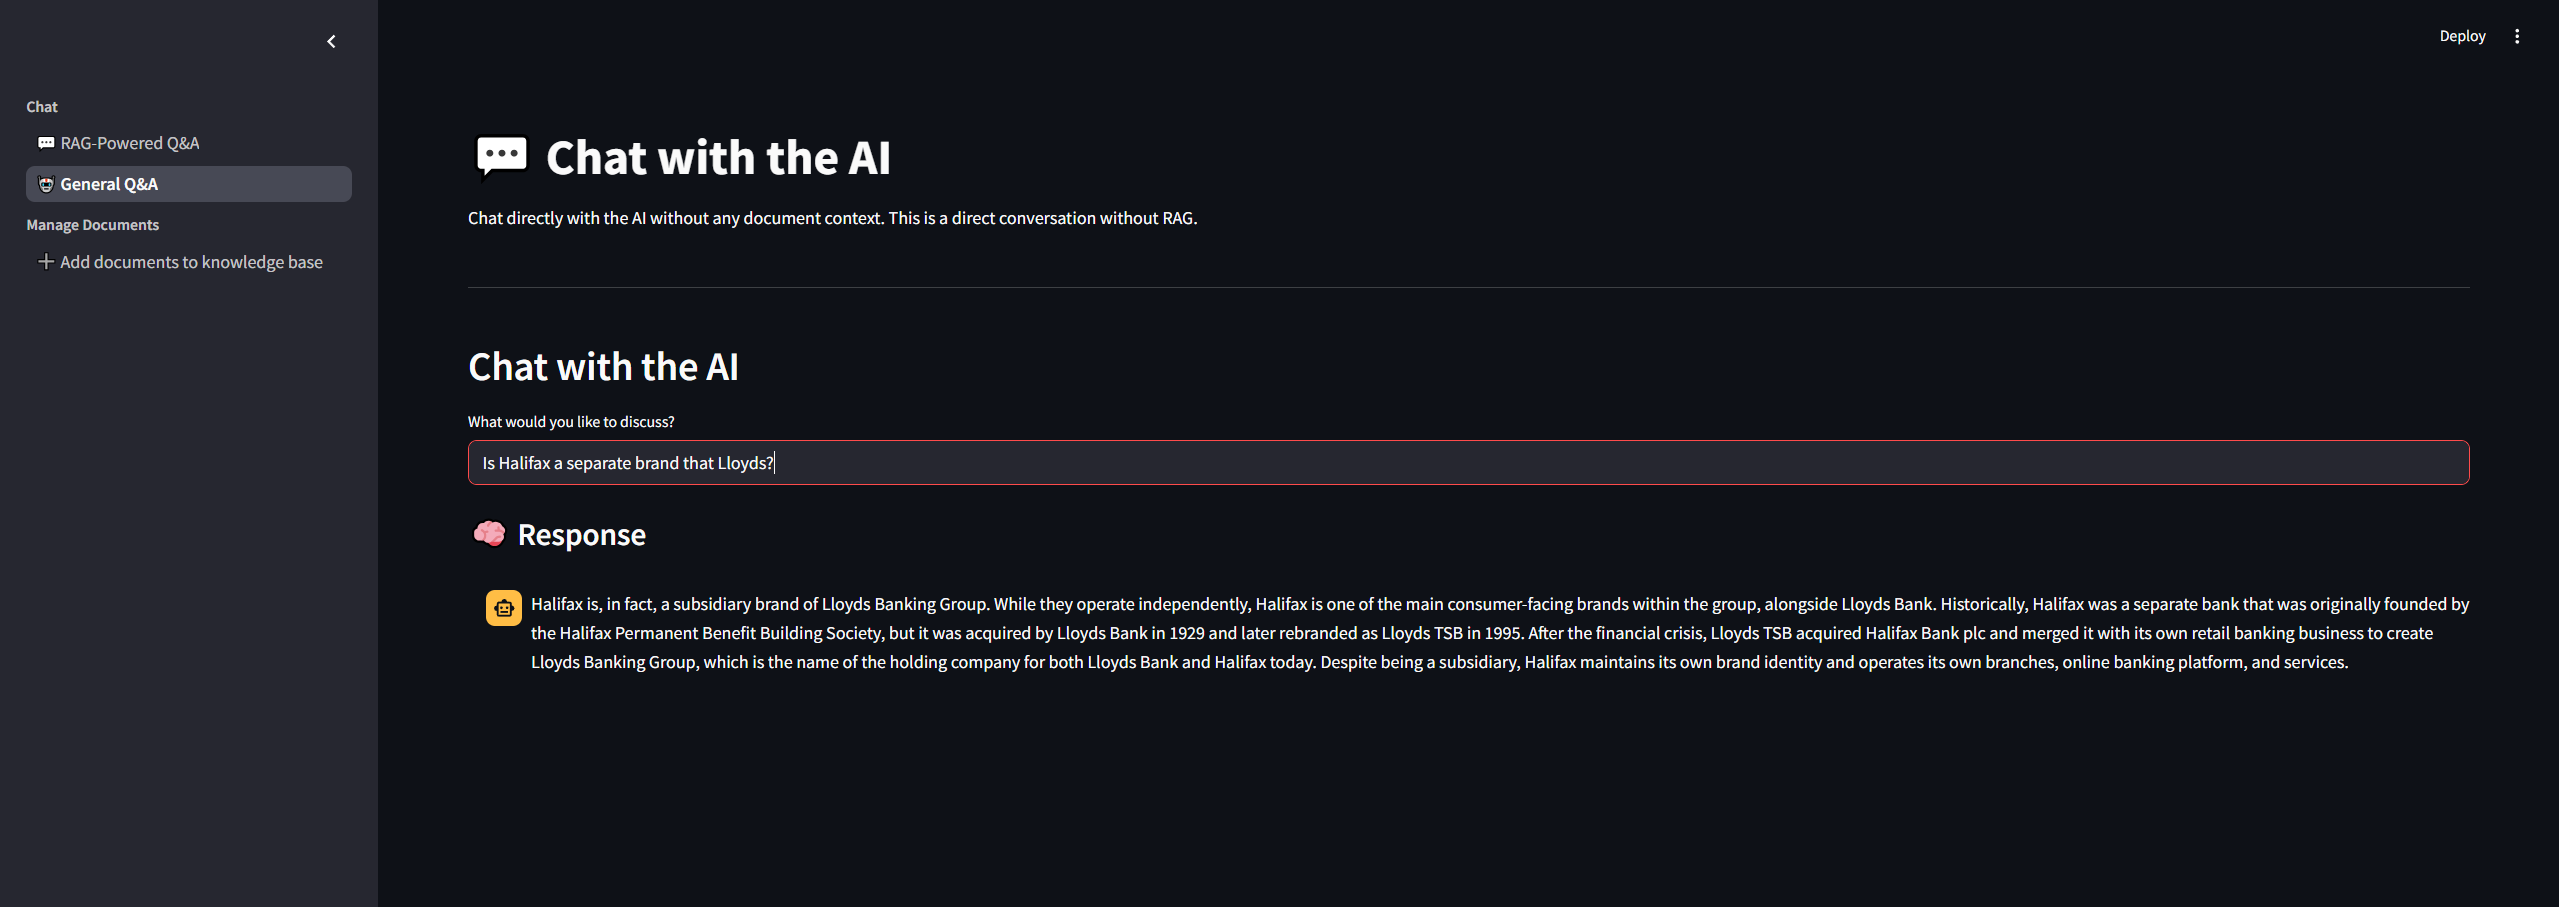 Deploy
Chat
RAG-Powered Q&A
General Q&A
Manage Documents
Add documents to knowledge base
Chat with the AI
Chat directly with the AI without any document context. This is a direct conversation without RAG.
Chat with the AI
What would you like to discuss?
Is Halifax a separate brand that Lloyds?
Response
Halifax is, in fact, a subsidiary brand of Lloyds Banking Group. While they operate independently, Halifax is one of the main consumer-facing brands within the group, alongside Lloyds Bank. Historically, Halifax was a separate bank that was originally founded by
the Halifax Permanent Benefit Building Society, but it was acquired by Lloyds Bank in 1929 and later rebranded as Lloyds TSB in 1995. After the financial crisis, Lloyds TSB acquired Halifax Bank plc and merged it with its own retail banking business to create
Lloyds Banking Group, which is the name of the holding company for both Lloyds Bank and Halifax today. Despite being a subsidiary, Halifax maintains its own brand identity and operates its own branches, online banking platform, and services.